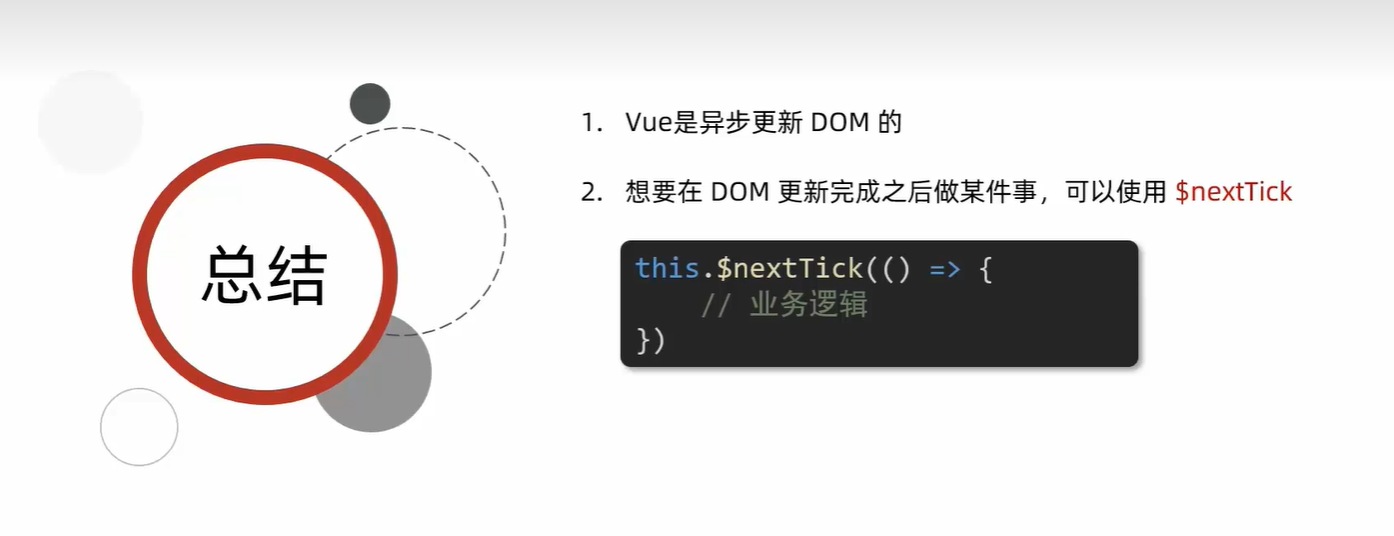 总结
1. Vue是异步更新 DOM 的
2. 想要在 DOM 更新完成之后做某件事，可以使用 $nextTick
this.$nextTick(() => {
    // 业务逻辑
})